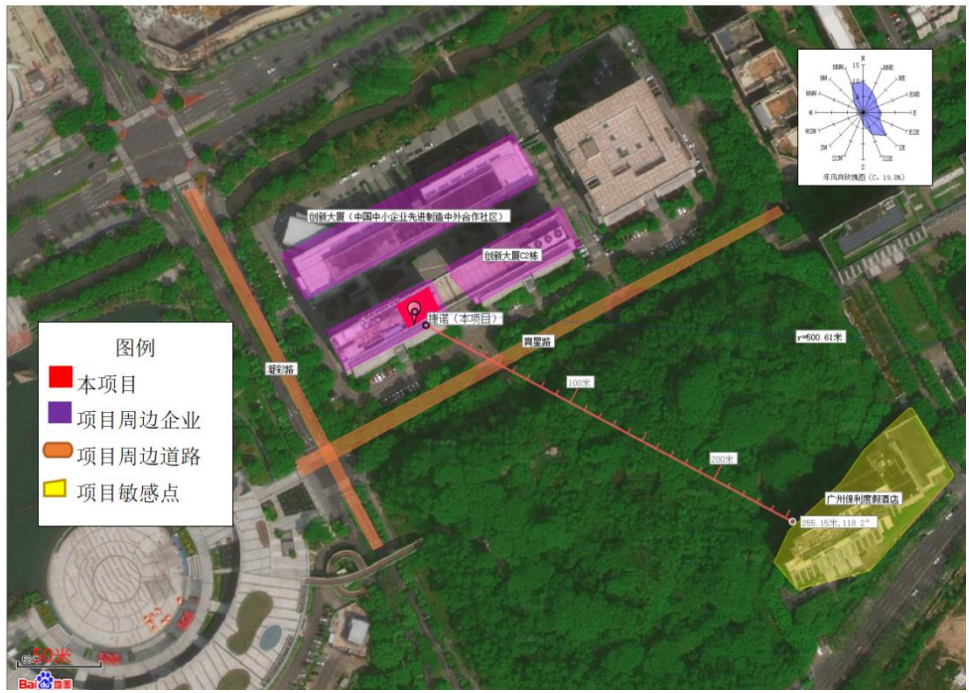 N
NNE
NE
ENE
E
ESE
SE
SSE
S
SSW
SW
WSW
W
WNW
NW
NNW
15
年风向玫瑰图(C, 19.8%)
创新大厦(中国中小企业先进制造中外合作社区)
创新大厦C2栋
捷诺(本项目)
育星路
r=500.61米
凝彩路
100米
200米
广州保利度假酒店
255.15米,118.2°
图例
本项目
项目周边企业
项目周边道路
项目敏感点
50米
Bai 地图